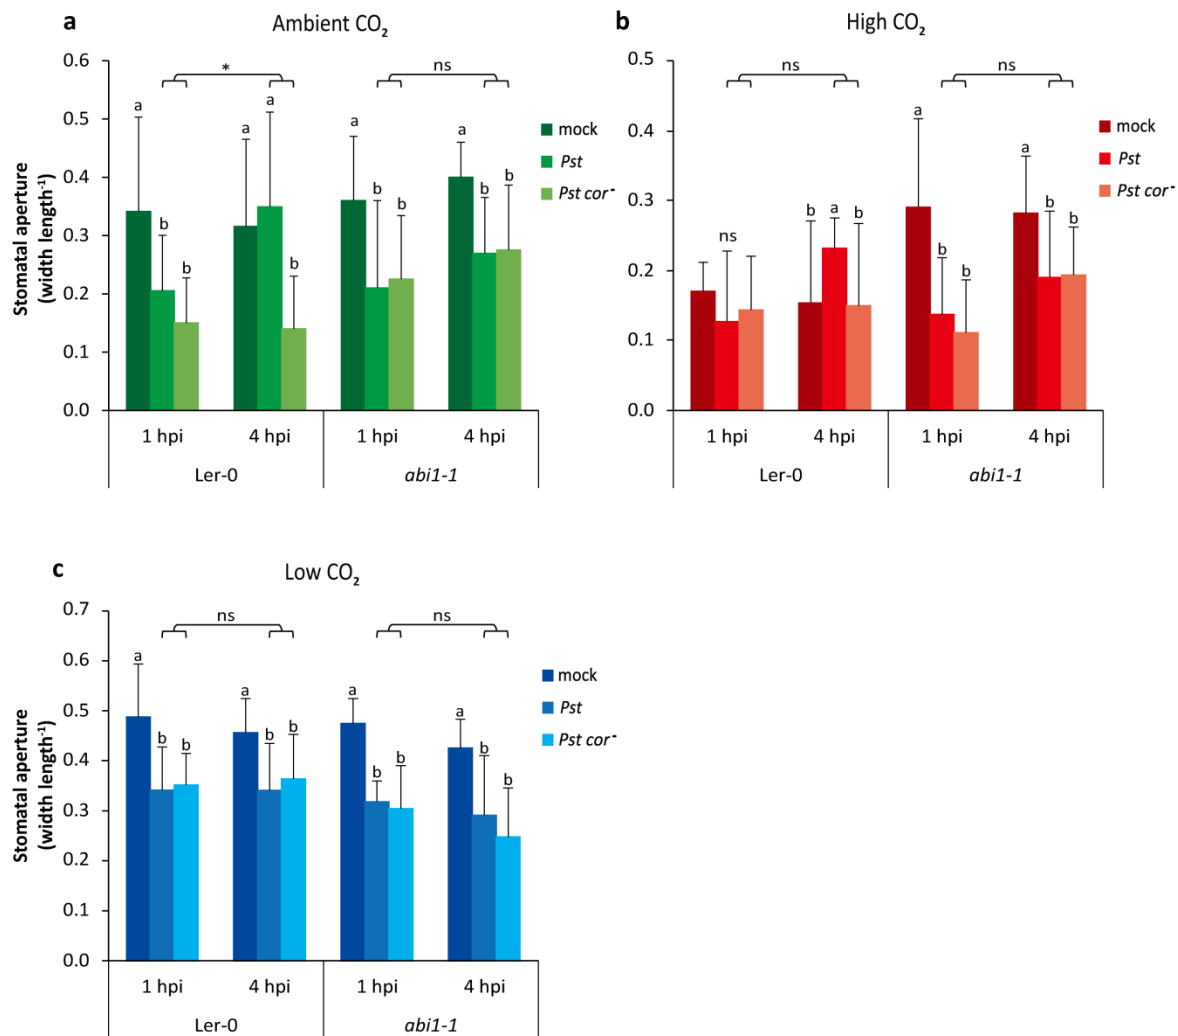 a
Ambient CO₂
0.6
0.5
0.4
0.3
0.2
0.1
0.0
Stomatal aperture
(width length⁻¹)
* ns
a b b a a b a b b a b b
mock
Pst
Pst cor⁻
1 hpi 4 hpi 1 hpi 4 hpi
Ler-0 abi1-1
b
High CO₂
0.5
0.4
0.3
0.2
0.1
0.0
ns ns
ns b a b a b b a b b
mock
Pst
Pst cor⁻
1 hpi 4 hpi 1 hpi 4 hpi
Ler-0 abi1-1
c
Low CO₂
0.7
0.6
0.5
0.4
0.3
0.2
0.1
0.0
Stomatal aperture
(width length⁻¹)
ns ns
a b b a b b a b b a b b
mock
Pst
Pst cor⁻
1 hpi 4 hpi 1 hpi 4 hpi
Ler-0 abi1-1